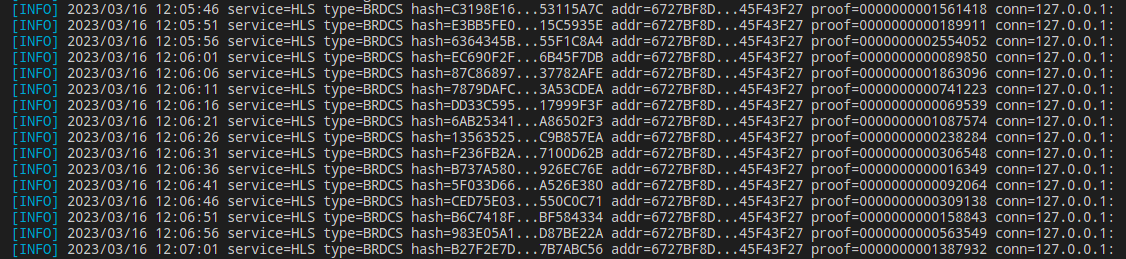 [INFO] 2023/03/16 12:05:46 service=HLS type=BRDCS hash=C3198E16...53115A7C addr=6727BF8D...45F43F27 proof=0000000001561418 conn=127.0.0.1:
[INFO] 2023/03/16 12:05:51 service=HLS type=BRDCS hash=E3BB5FE0...15C5935E addr=6727BF8D...45F43F27 proof=0000000000189911 conn=127.0.0.1:
[INFO] 2023/03/16 12:05:56 service=HLS type=BRDCS hash=6364345B...55F1C8A4 addr=6727BF8D...45F43F27 proof=0000000002554052 conn=127.0.0.1:
[INFO] 2023/03/16 12:06:01 service=HLS type=BRDCS hash=EC690F2F...6B45F7DB addr=6727BF8D...45F43F27 proof=0000000000089850 conn=127.0.0.1:
[INFO] 2023/03/16 12:06:06 service=HLS type=BRDCS hash=87C86897...37782AFE addr=6727BF8D...45F43F27 proof=0000000001863096 conn=127.0.0.1:
[INFO] 2023/03/16 12:06:11 service=HLS type=BRDCS hash=7879DAFC...3A53CDEA addr=6727BF8D...45F43F27 proof=0000000000741223 conn=127.0.0.1:
[INFO] 2023/03/16 12:06:16 service=HLS type=BRDCS hash=DD33C595...17999F3F addr=6727BF8D...45F43F27 proof=0000000000069539 conn=127.0.0.1:
[INFO] 2023/03/16 12:06:21 service=HLS type=BRDCS hash=6AB25341...A86502F3 addr=6727BF8D...45F43F27 proof=0000000001087574 conn=127.0.0.1:
[INFO] 2023/03/16 12:06:26 service=HLS type=BRDCS hash=13563525...C9B857EA addr=6727BF8D...45F43F27 proof=0000000000238284 conn=127.0.0.1:
[INFO] 2023/03/16 12:06:31 service=HLS type=BRDCS hash=F236FB2A...7100D62B addr=6727BF8D...45F43F27 proof=0000000000306548 conn=127.0.0.1:
[INFO] 2023/03/16 12:06:36 service=HLS type=BRDCS hash=B737A580...926EC76E addr=6727BF8D...45F43F27 proof=0000000000016349 conn=127.0.0.1:
[INFO] 2023/03/16 12:06:41 service=HLS type=BRDCS hash=5F033D66...A526E380 addr=6727BF8D...45F43F27 proof=0000000000092064 conn=127.0.0.1:
[INFO] 2023/03/16 12:06:46 service=HLS type=BRDCS hash=CED75E03...550C0C71 addr=6727BF8D...45F43F27 proof=0000000000309138 conn=127.0.0.1:
[INFO] 2023/03/16 12:06:51 service=HLS type=BRDCS hash=B6C7418F...BF584334 addr=6727BF8D...45F43F27 proof=0000000000158843 conn=127.0.0.1:
[INFO] 2023/03/16 12:06:56 service=HLS type=BRDCS hash=983E05A1...D87BE22A addr=6727BF8D...45F43F27 proof=0000000000563549 conn=127.0.0.1:
[INFO] 2023/03/16 12:07:01 service=HLS type=BRDCS hash=B27F2E7D...7B7ABC56 addr=6727BF8D...45F43F27 proof=0000000001387932 conn=127.0.0.1: